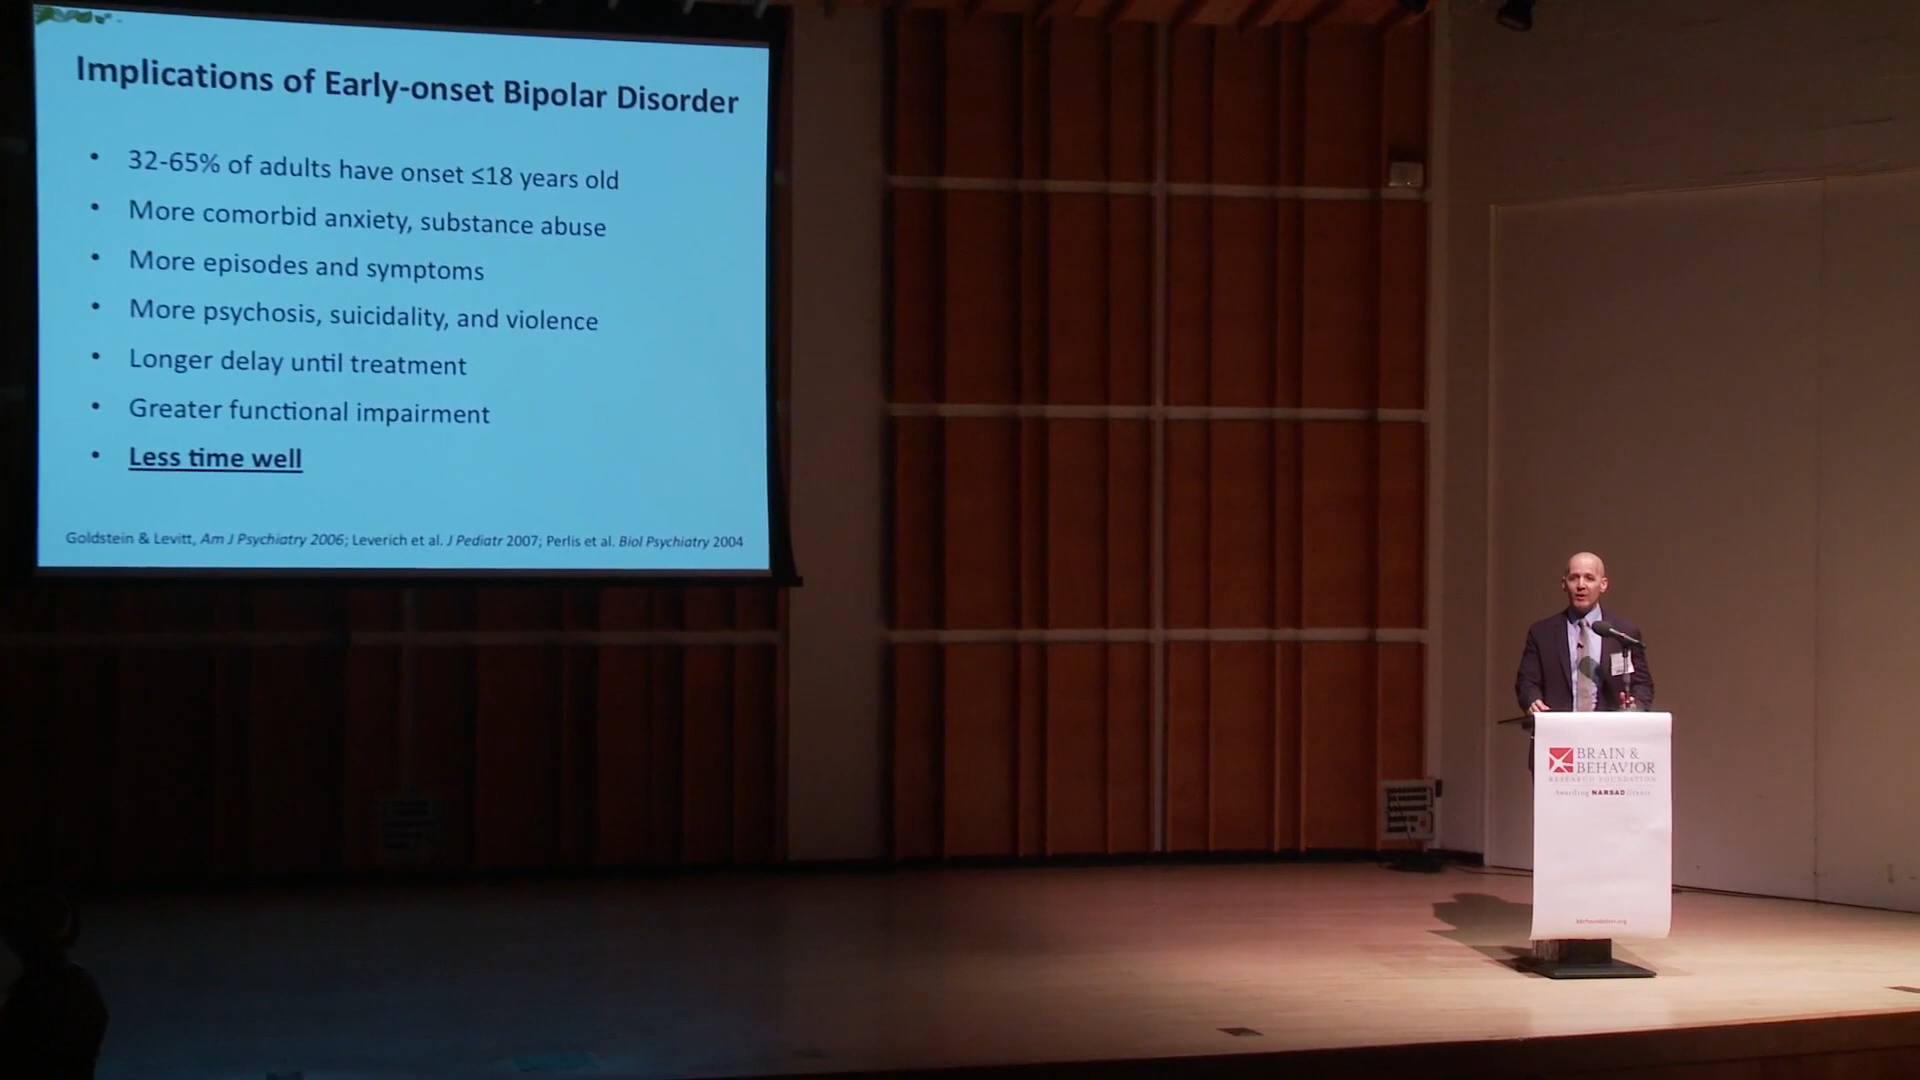 Implications of Early-onset Bipolar Disorder
• 32-65% of adults have onset ≤18 years old
• More comorbid anxiety, substance abuse
• More episodes and symptoms
• More psychosis, suicidality, and violence
• Longer delay until treatment
• Greater functional impairment
• Less time well
Goldstein & Levitt, Am J Psychiatry 2006; Leverich et al. J Pediatr 2007; Perlis et al. Biol Psychiatry 2004
BRAIN &
BEHAVIOR
RESEARCH FOUNDATION
Awarding NARSAD Grants
bbrfoundation.org